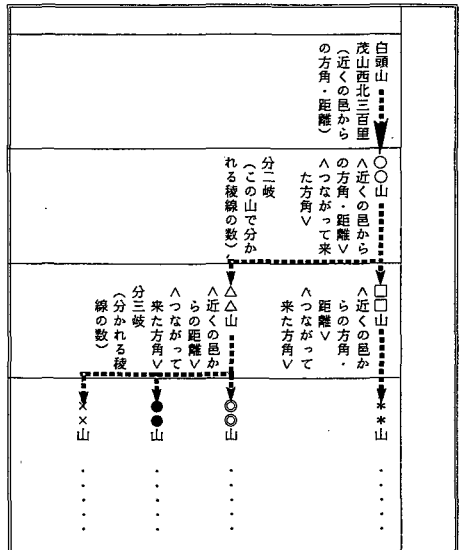 白頭山
茂山西北三百里
(近くの邑から
の方角・距離)
○○山
<近くの邑から
の方角・距離>
<つながって来
た方角>
分二岐
(この山で分か
れる稜線の数)
□□山
<近くの邑か
らの方角・
距離>
<つながって
来た方角>
△△山
<近くの邑か
らの距離>
<つながって
来た方角>
分三岐
(分かれる稜
線の数)
**山・・・・・
◎◎山・・・・・
●●山・・・・・
××山・・・・・